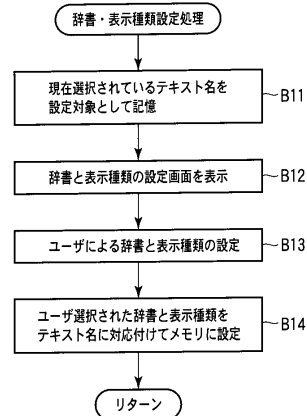 辞書・表示種類設定処理
現在選択されているテキスト名を
設定対象として記憶
B11
辞書と表示種類の設定画面を表示
B12
ユーザによる辞書と表示種類の設定
B13
ユーザ選択された辞書と表示種類を
テキスト名に対応付けてメモリに設定
B14
リターン